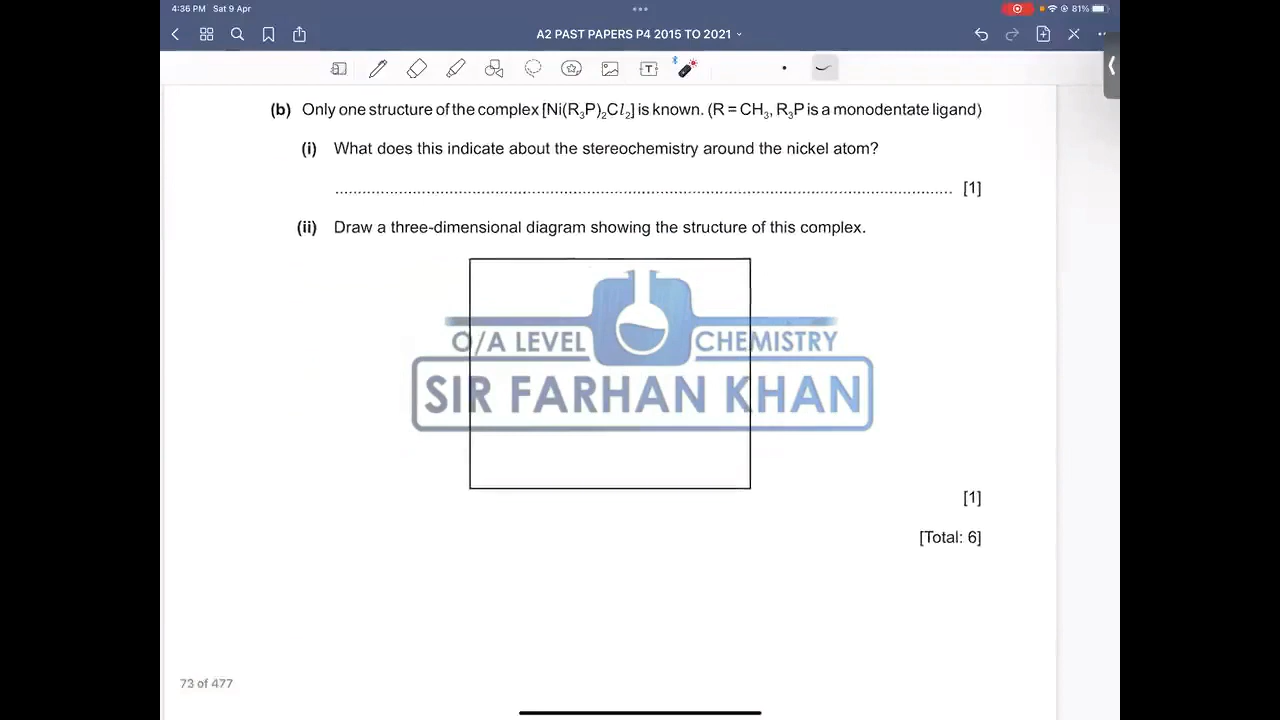 4:36 PM Sat 9 Apr
81%
A2 PAST PAPERS P4 2015 TO 2021
(b) Only one structure of the complex [Ni(R₃P)₂Cl₂] is known. (R = CH₃, R₃P is a monodentate ligand)
(i) What does this indicate about the stereochemistry around the nickel atom?
............................................................................................................................................ [1]
(ii) Draw a three-dimensional diagram showing the structure of this complex.
O/A LEVEL CHEMISTRY
SIR FARHAN KHAN
[1]
[Total: 6]
73 of 477